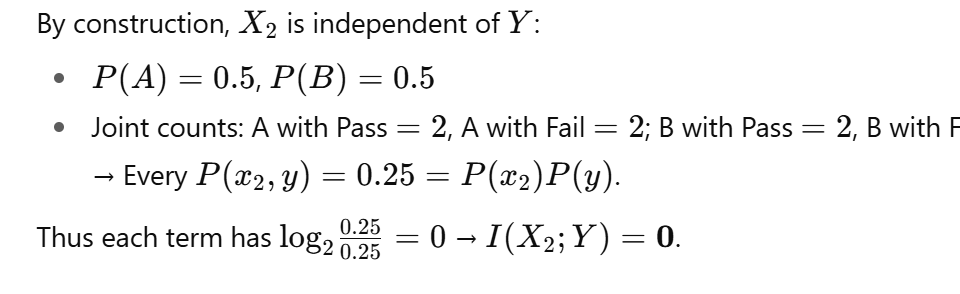 By construction, X₂ is independent of Y:
• P(A) = 0.5, P(B) = 0.5
• Joint counts: A with Pass = 2, A with Fail = 2; B with Pass = 2, B with
→ Every P(x₂, y) = 0.25 = P(x₂)P(y).
Thus each term has log₂ 0.25/0.25 = 0 → I(X₂; Y) = 0.